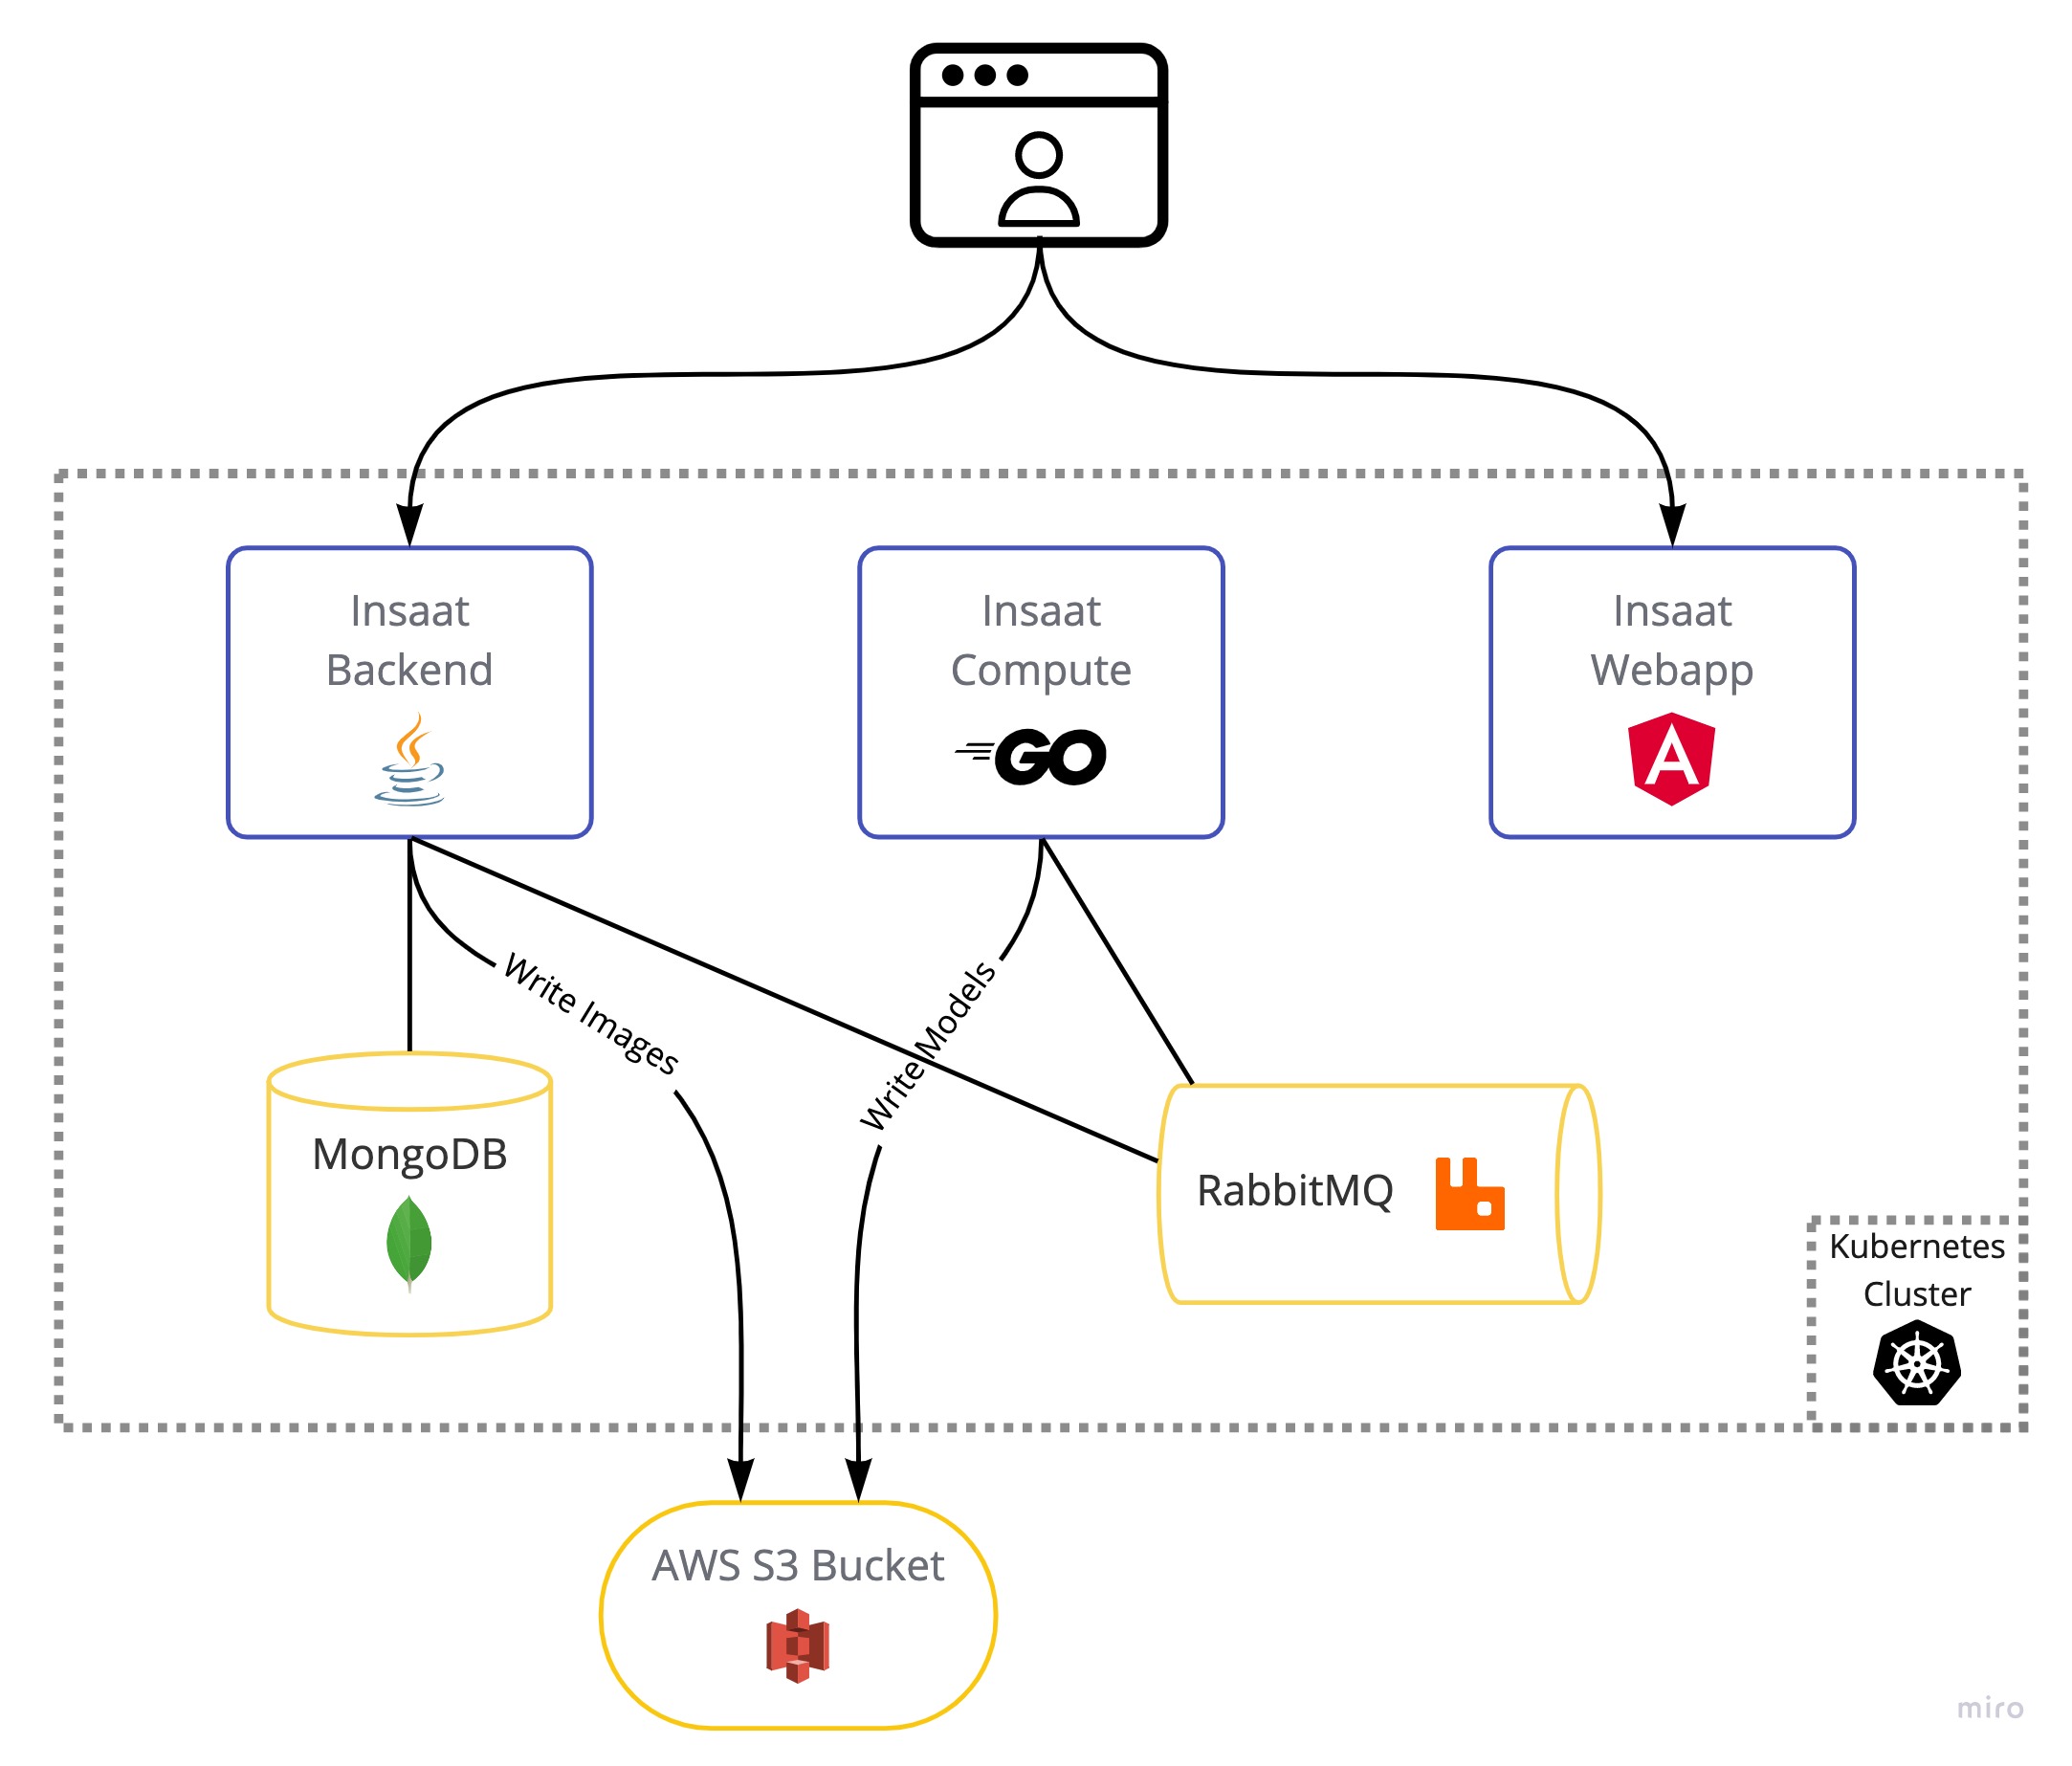 Insaat
Backend
Insaat
Compute
GO
Insaat
Webapp
A
Write Images
Write Models
MongoDB
RabbitMQ
Kubernetes
Cluster
AWS S3 Bucket
miro